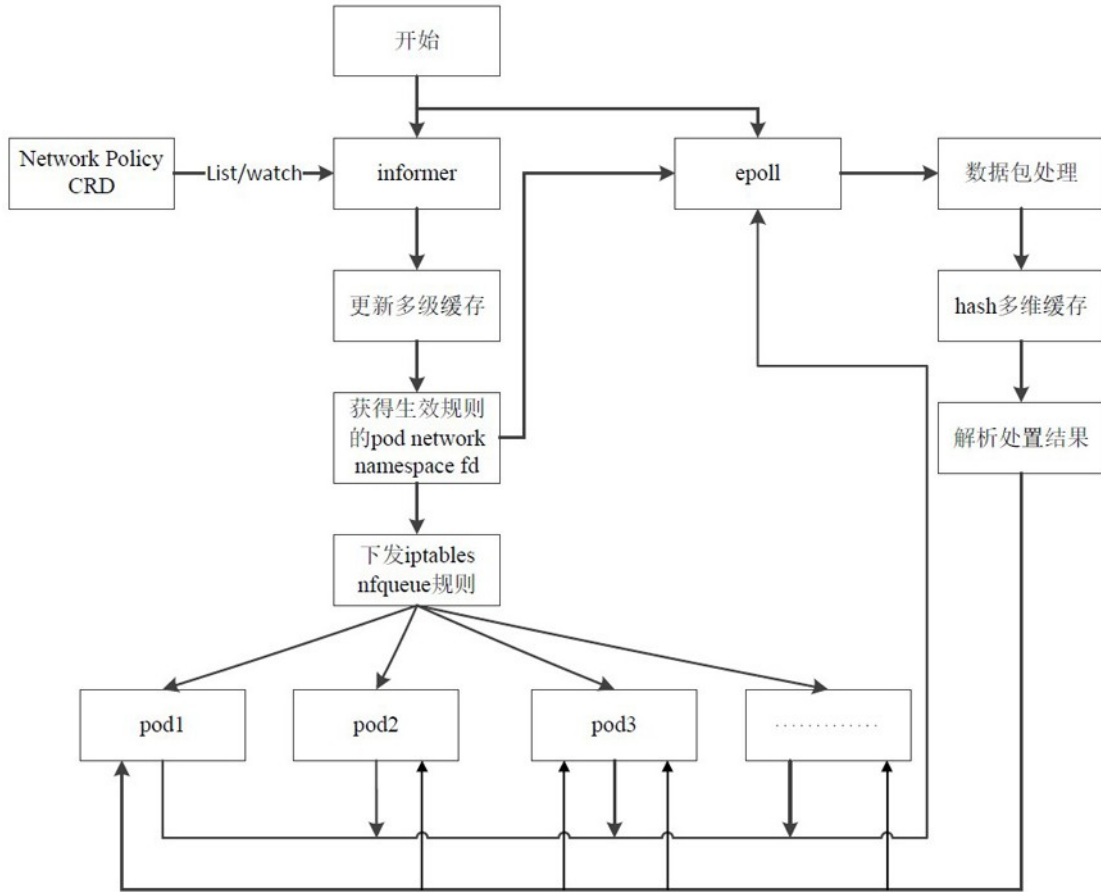 开始
Network Policy
CRD
List/watch
informer
epoll
数据包处理
更新多级缓存
hash多维缓存
获得生效规则
的pod network
namespace fd
解析处置结果
下发iptables
nfqueue规则
pod1
pod2
pod3
·············